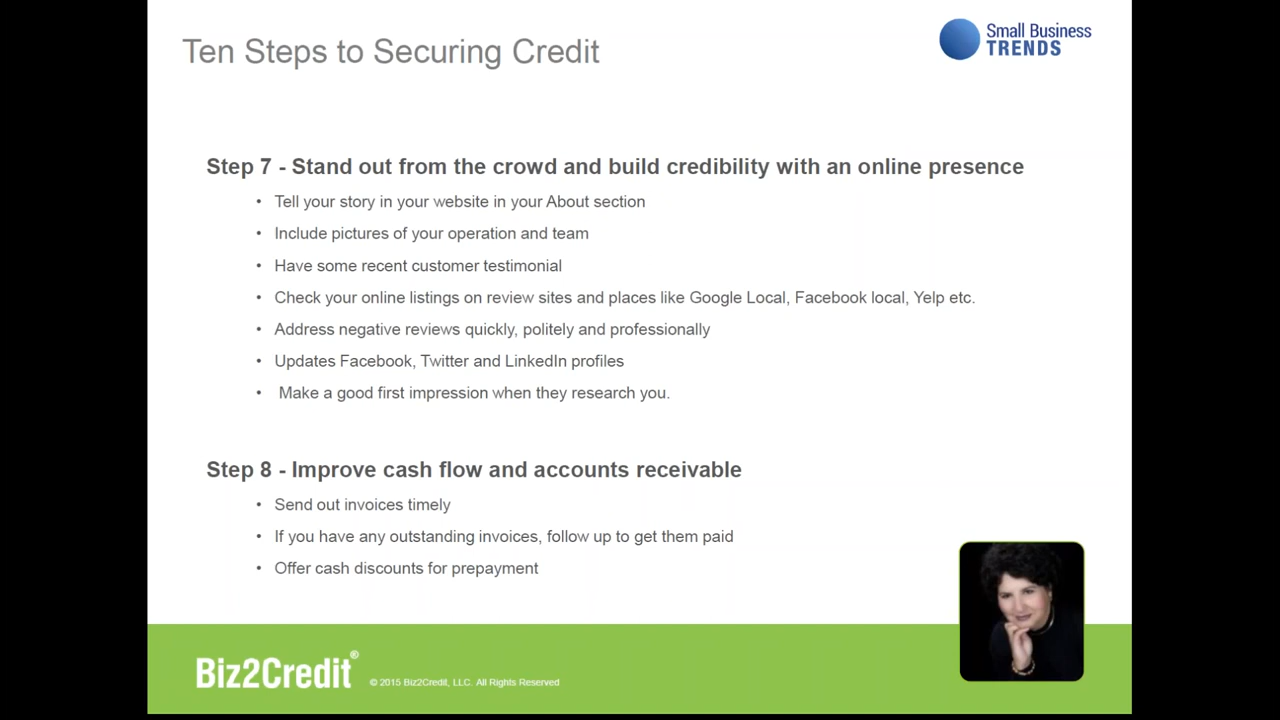 Ten Steps to Securing Credit
Small Business
TRENDS
Step 7 - Stand out from the crowd and build credibility with an online presence
• Tell your story in your website in your About section
• Include pictures of your operation and team
• Have some recent customer testimonial
• Check your online listings on review sites and places like Google Local, Facebook local, Yelp etc.
• Address negative reviews quickly, politely and professionally
• Updates Facebook, Twitter and LinkedIn profiles
• Make a good first impression when they research you.
Step 8 - Improve cash flow and accounts receivable
• Send out invoices timely
• If you have any outstanding invoices, follow up to get them paid
• Offer cash discounts for prepayment
Biz2Credit® © 2015 Biz2Credit, LLC. All Rights Reserved